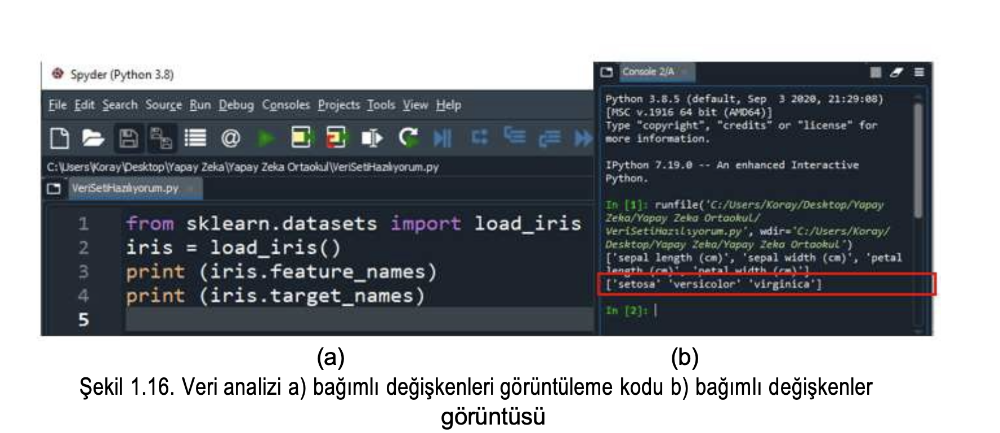 Spyder (Python 3.8)
File Edit Search Source Run Debug Consoles Projects Tools View Help
C:\Users\Koray\Desktop\Yapay Zeka\Yapay Zeka Ortaokul\VeriSetiHazılıyorum.py
VeriSetiHazılıyorum.py
1 from sklearn.datasets import load_iris
2 iris = load_iris()
3 print (iris.feature_names)
4 print (iris.target_names)
5
Console 2/A
Python 3.8.5 (default, Sep 3 2020, 21:29:08)
[MSC v.1916 64 bit (AMD64)]
Type "copyright", "credits" or "license" for
more information.
IPython 7.19.0 -- An enhanced Interactive
Python.
In [1]: runfile('C:/Users/Koray/Desktop/Yapay
Zeka/Yapay Zeka Ortaokul/
VeriSetiHazılıyorum.py', wdir='C:/Users/Koray/
Desktop/Yapay Zeka/Yapay Zeka Ortaokul')
['sepal length (cm)', 'sepal width (cm)', 'petal
length (cm)', 'petal width (cm)']
['setosa' 'versicolor' 'virginica']
In [2]:
(a) (b)
Şekil 1.16. Veri analizi a) bağımlı değişkenleri görüntüleme kodu b) bağımlı değişkenler
görüntüsü